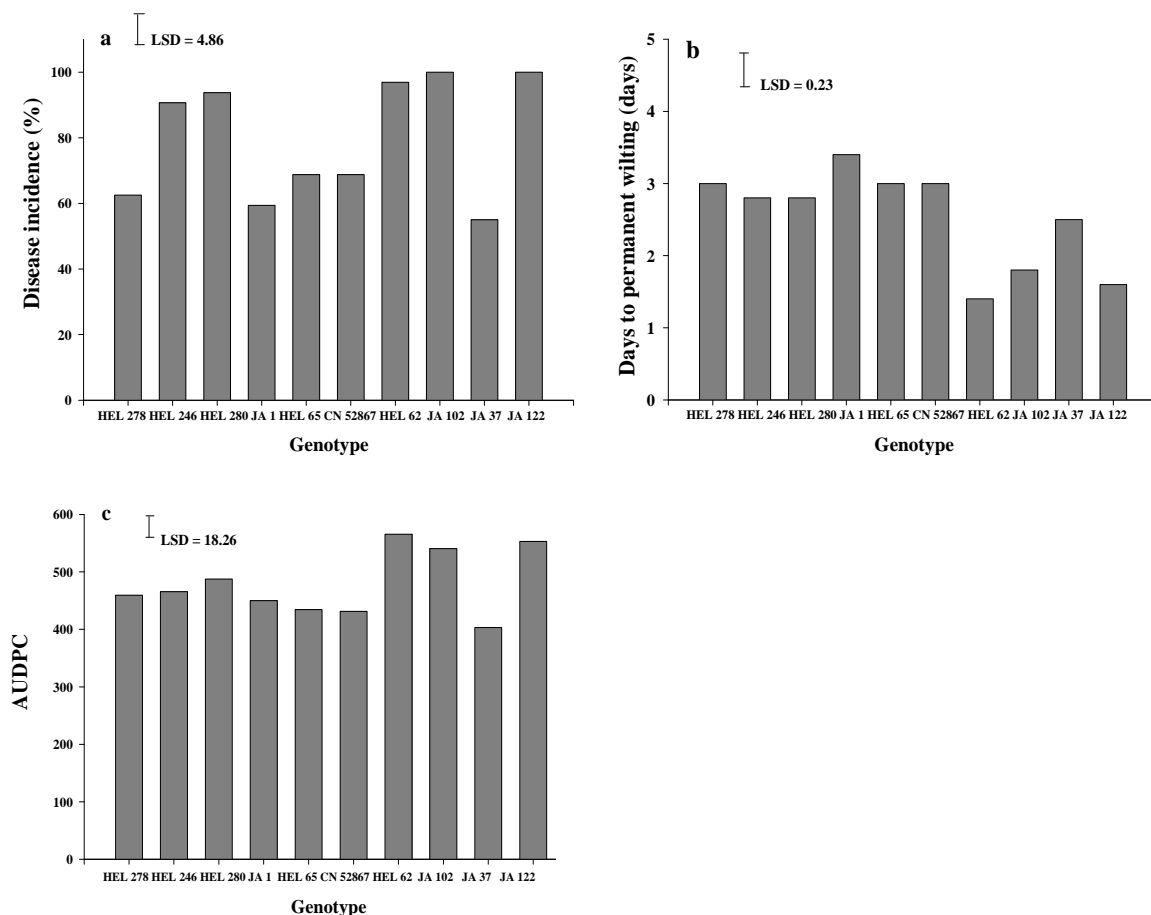 a
LSD = 4.86
100
80
60
40
20
0
Disease incidence (%)
HEL 278 HEL 246 HEL 280 JA 1 HEL 65 CN 52867 HEL 62 JA 102 JA 37 JA 122
Genotype
b
LSD = 0.23
5
4
3
2
1
0
Days to permanent wilting (days)
HEL 278 HEL 246 HEL 280 JA 1 HEL 65 CN 52867 HEL 62 JA 102 JA 37 JA 122
Genotype
c
LSD = 18.26
600
500
400
300
200
100
0
AUDPC
HEL 278 HEL 246 HEL 280 JA 1 HEL 65 CN 52867 HEL 62 JA 102 JA 37 JA 122
Genotype